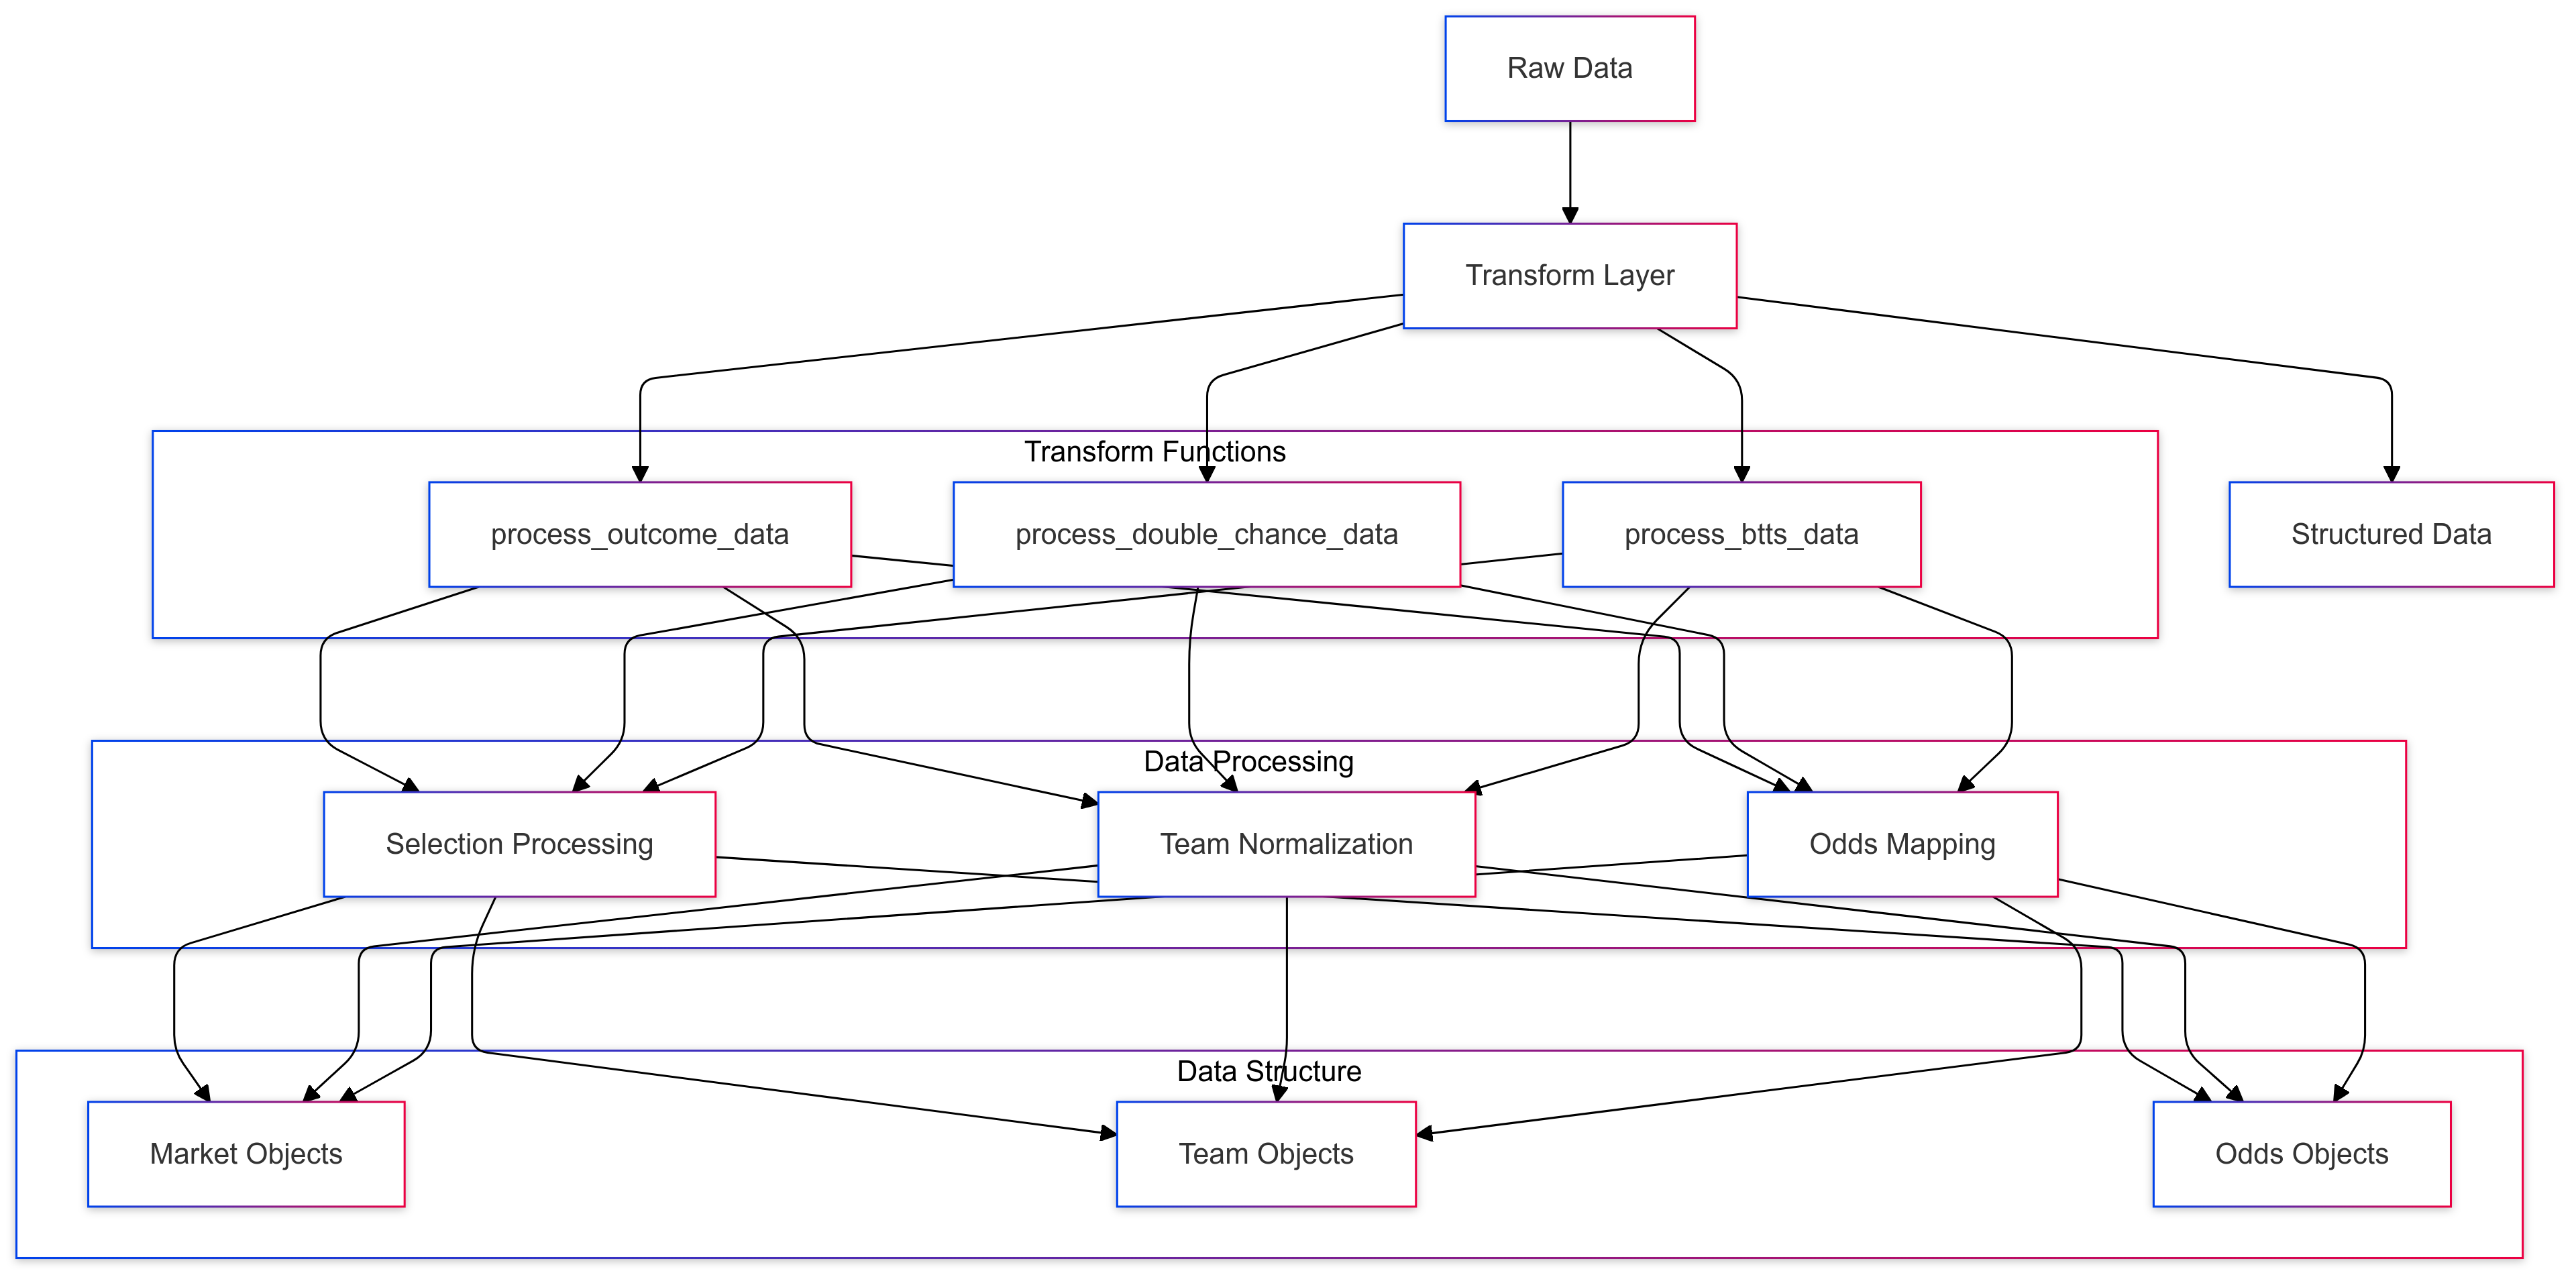 Raw Data
Transform Layer
Transform Functions
process_outcome_data
process_double_chance_data
process_btts_data
Structured Data
Data Processing
Selection Processing
Team Normalization
Odds Mapping
Data Structure
Market Objects
Team Objects
Odds Objects